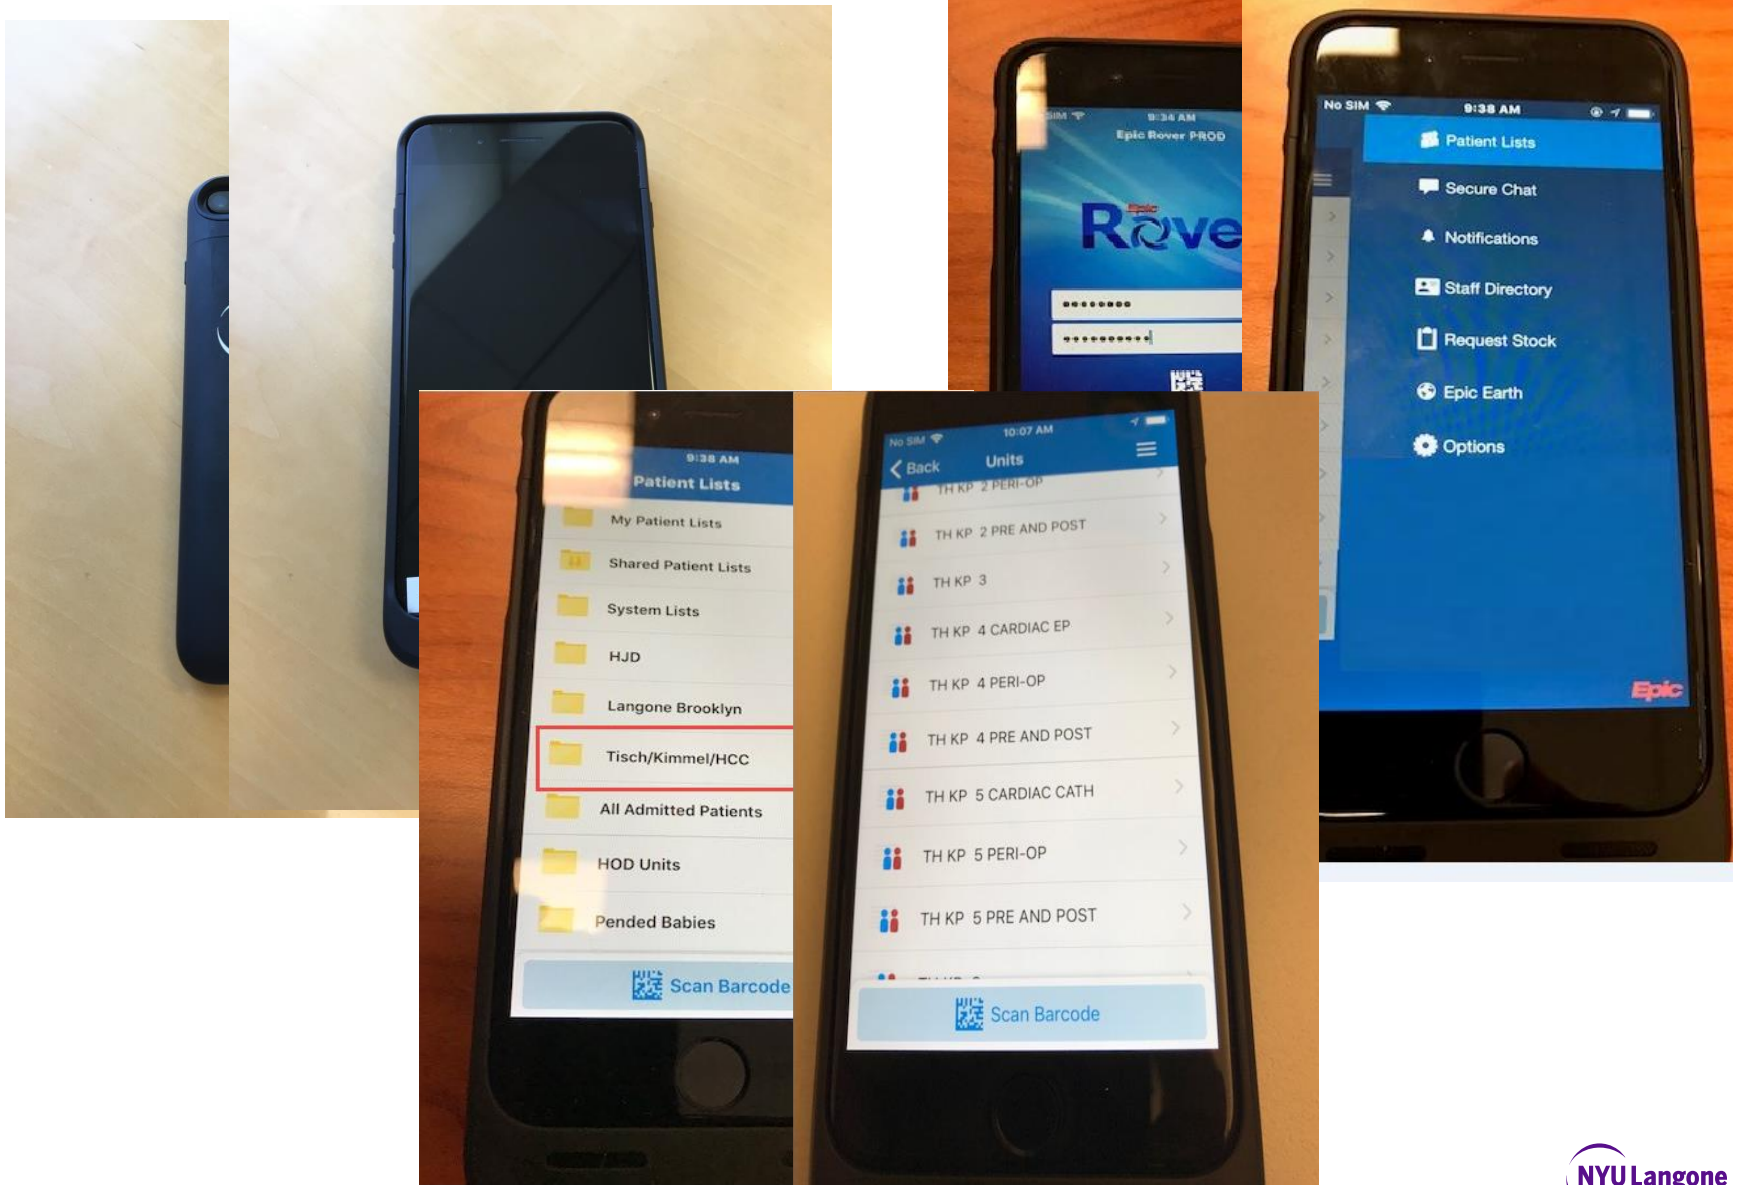 SIM 9:34 AM
Epic Rover PROD
Epic
Rove
No SIM 9:38 AM
Patient Lists
Secure Chat
Notifications
Staff Directory
Request Stock
Epic Earth
Options
Epic
9:38 AM
Patient Lists
My Patient Lists
Shared Patient Lists
System Lists
HJD
Langone Brooklyn
Tisch/Kimmel/HCC
All Admitted Patients
HOD Units
Pended Babies
Scan Barcode
No SIM 10:07 AM
Back Units
TH KP 2 PERI-OP
TH KP 2 PRE AND POST
TH KP 3
TH KP 4 CARDIAC EP
TH KP 4 PERI-OP
TH KP 4 PRE AND POST
TH KP 5 CARDIAC CATH
TH KP 5 PERI-OP
TH KP 5 PRE AND POST
Scan Barcode
NYU Langone